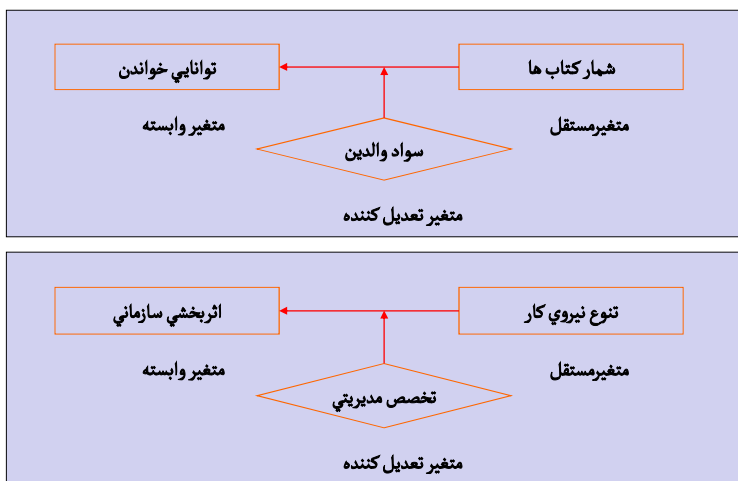 شمار کتاب ها
توانايي خواندن
متغيرمستقل
متغير وابسته
سواد والدين
متغير تعديل کننده
تنوع نيروي کار
اثربخشي سازماني
متغيرمستقل
متغير وابسته
تخصص مديريتي
متغير تعديل کننده